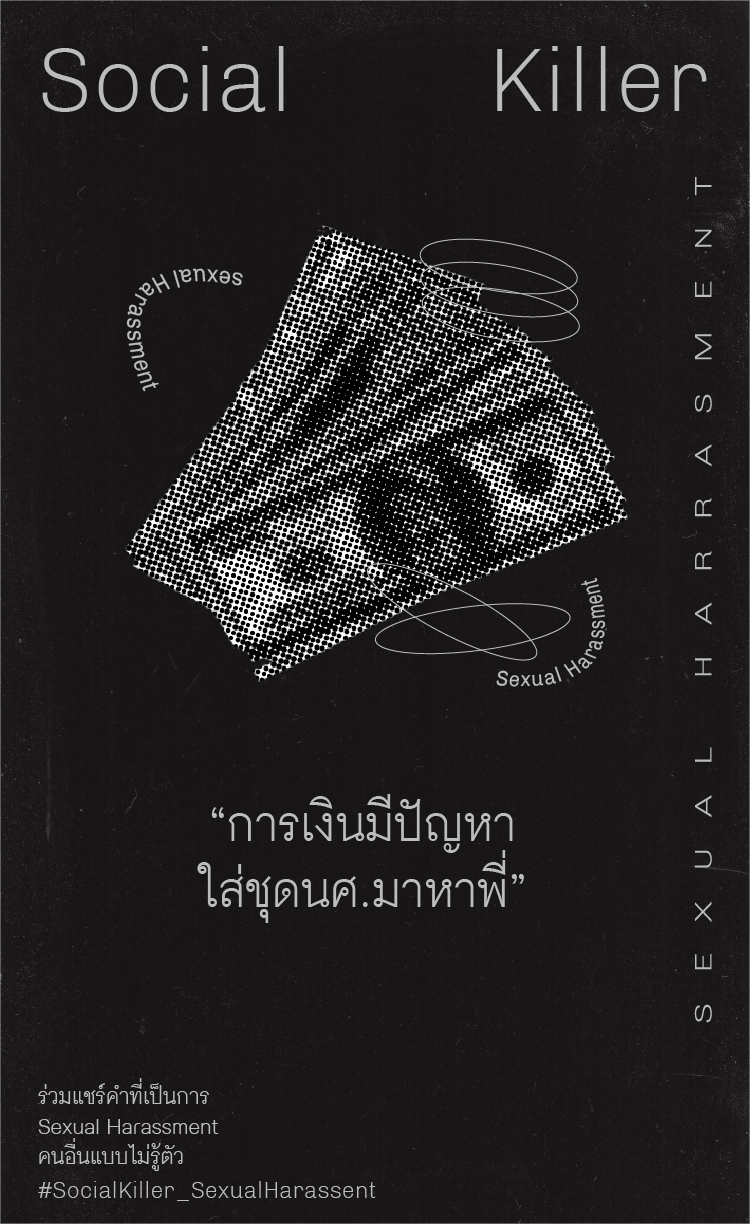 Social Killer
sexual Harassment
SEXUAL HARRASMENT
Sexual Harassment
“การเงินมีปัญหา
ใส่ชุดนศ.มาหาพี่”
ร่วมแชร์คำที่เป็นการ
Sexual Harassment
คนอื่นแบบไม่รู้ตัว
#SocialKiller_SexualHarassent